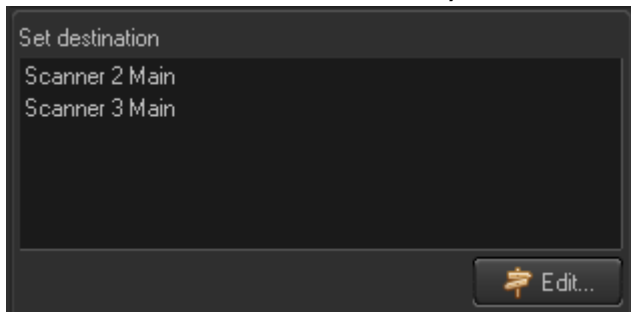 Set destination
Scanner 2 Main
Scanner 3 Main
Edit...